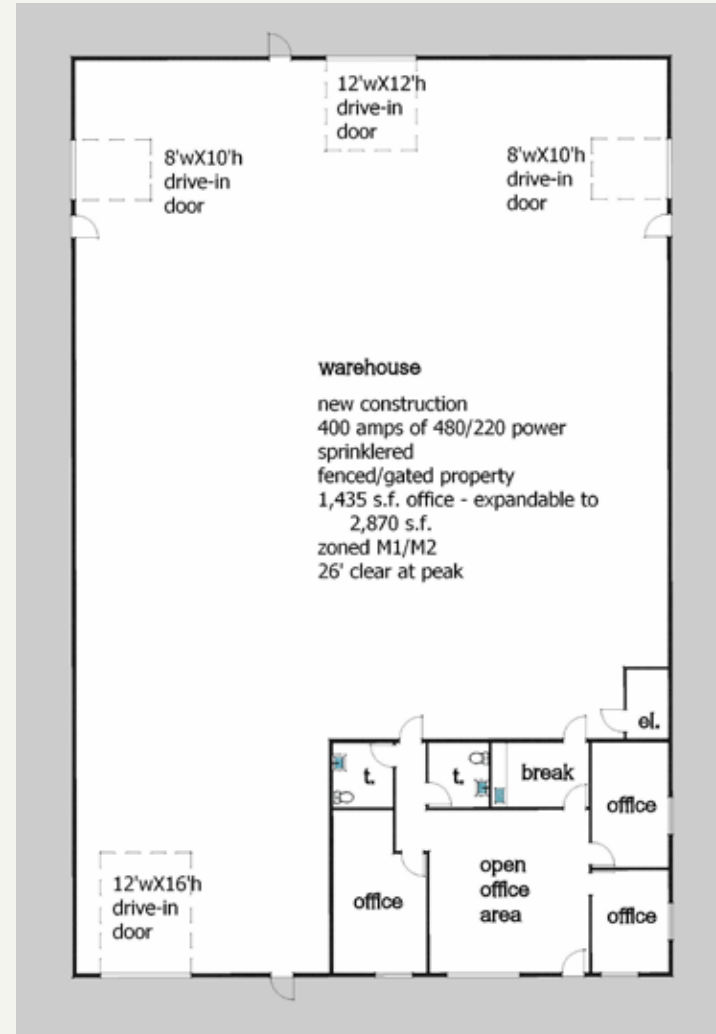 12'wX12'h
drive-in
door
8'wX10'h
drive-in
door
8'wX10'h
drive-in
door
warehouse
new construction
400 amps of 480/220 power
sprinklered
fenced/gated property
1,435 s.f. office - expandable to
2,870 s.f.
zoned M1/M2
26' clear at peak
el.
t.
t.
break
office
open
office
area
office
office
12'wX16'h
drive-in
door